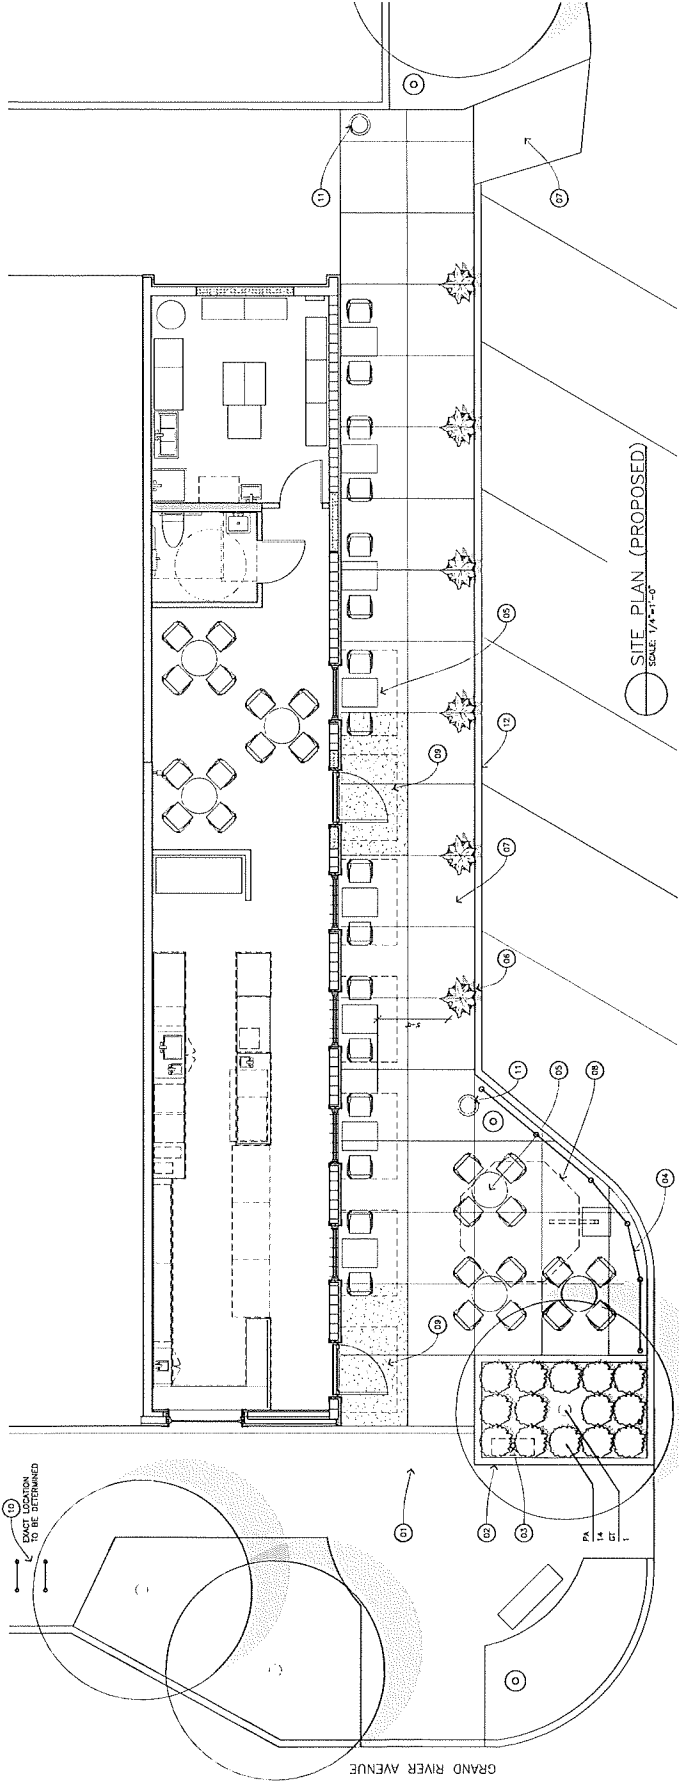 11
07
SITE PLAN (PROPOSED)
SCALE: 1/4"=1'-0"
05
12
09
07
06
11
05
08
04
09
10
EXACT LOCATION
TO BE DETERMINED
01
02
03
PA
14
GT
1
GRAND RIVER AVENUE